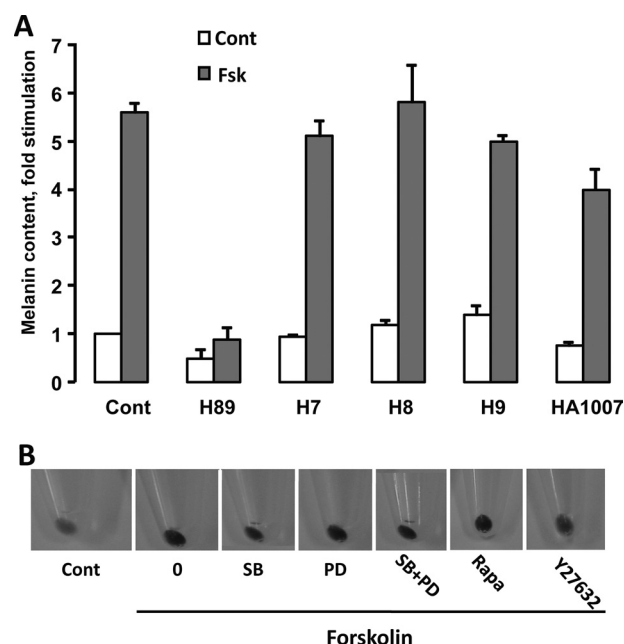 A
Cont
Fsk
Melanin content, fold stimulation
7
6
5
4
3
2
1
0
Cont H89 H7 H8 H9 HA1007
B
Cont 0 SB PD SB+PD Rapa Y27632
Forskolin